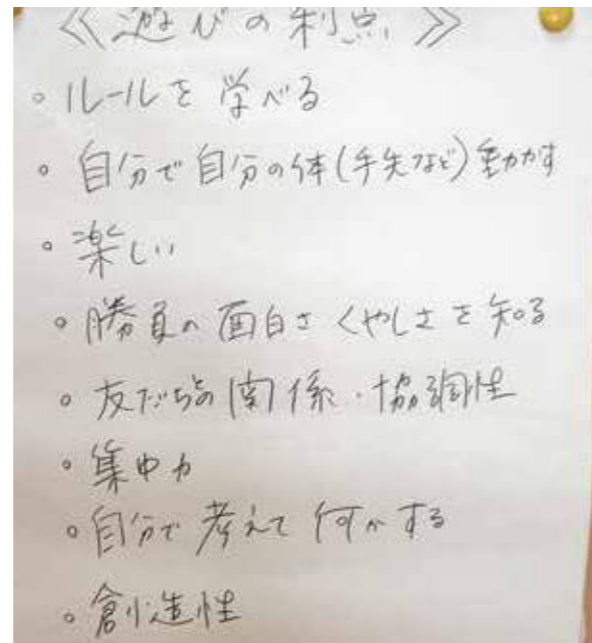 ≪遊びの利点≫
。ルールを学べる
。自分で自分の体(手先など)動かす
。楽しい
。勝負の面白さくやしさを知る
。友だちとの関係・協調性
。集中力
。自分で考えて何かする
。創造性